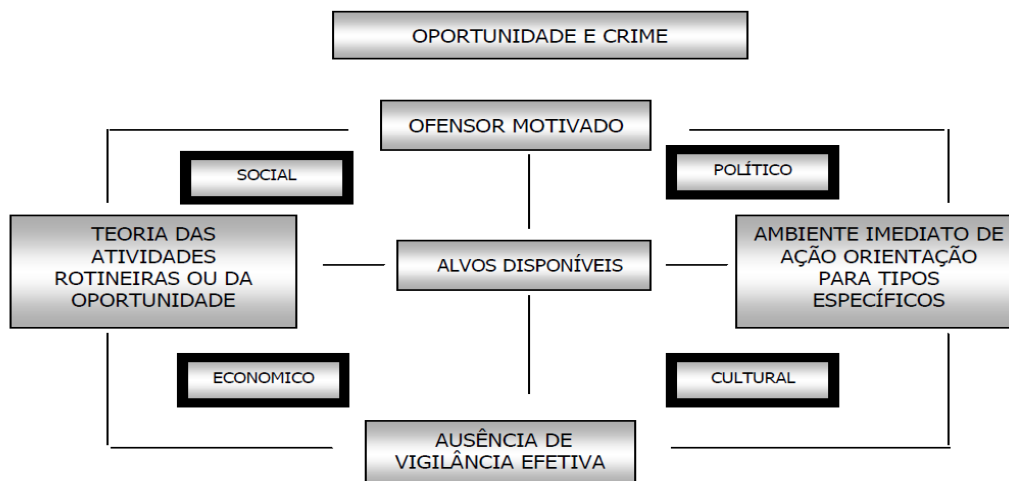 OPORTUNIDADE E CRIME
OFENSOR MOTIVADO
SOCIAL
POLÍTICO
TEORIA DAS
ATIVIDADES
ROTINEIRAS OU DA
OPORTUNIDADE
ALVOS DISPONÍVEIS
AMBIENTE IMEDIATO DE
AÇÃO ORIENTAÇÃO
PARA TIPOS
ESPECÍFICOS
ECONOMICO
CULTURAL
AUSÊNCIA DE
VIGILÂNCIA EFETIVA